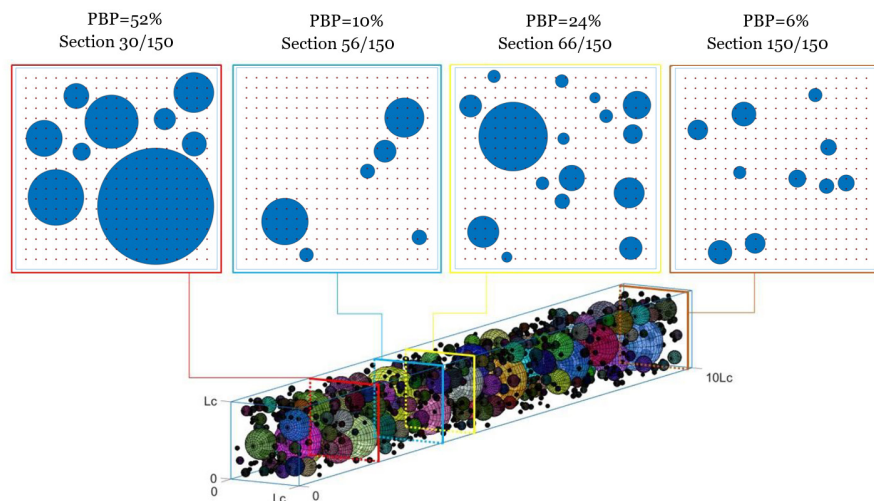 PBP=52%
Section 30/150
PBP=10%
Section 56/150
PBP=24%
Section 66/150
PBP=6%
Section 150/150
10Lc
Lc
0
0
0
Lc